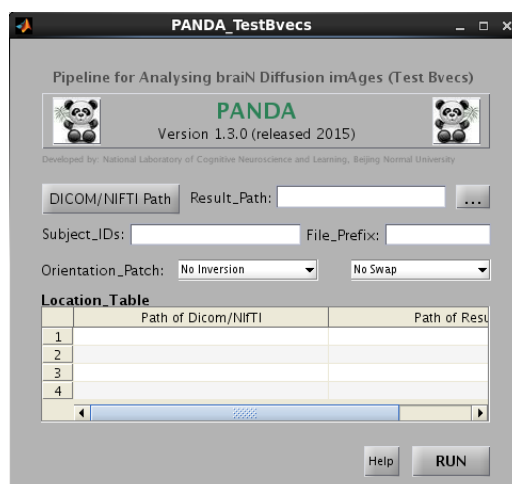 PANDA_TestBvecs
Pipeline for Analysing braiN Diffusion imAges (Test Bvecs)
PANDA
Version 1.3.0 (released 2015)
Developed by: National Laboratory of Cognitive Neuroscience and Learning, Beijing Normal University
DICOM/NIFTI Path Result_Path: ...
Subject_IDs: File_Prefix:
Orientation_Patch: No Inversion No Swap
Location_Table
Path of Dicom/NIfTI Path of Resu
1
2
3
4
Help RUN